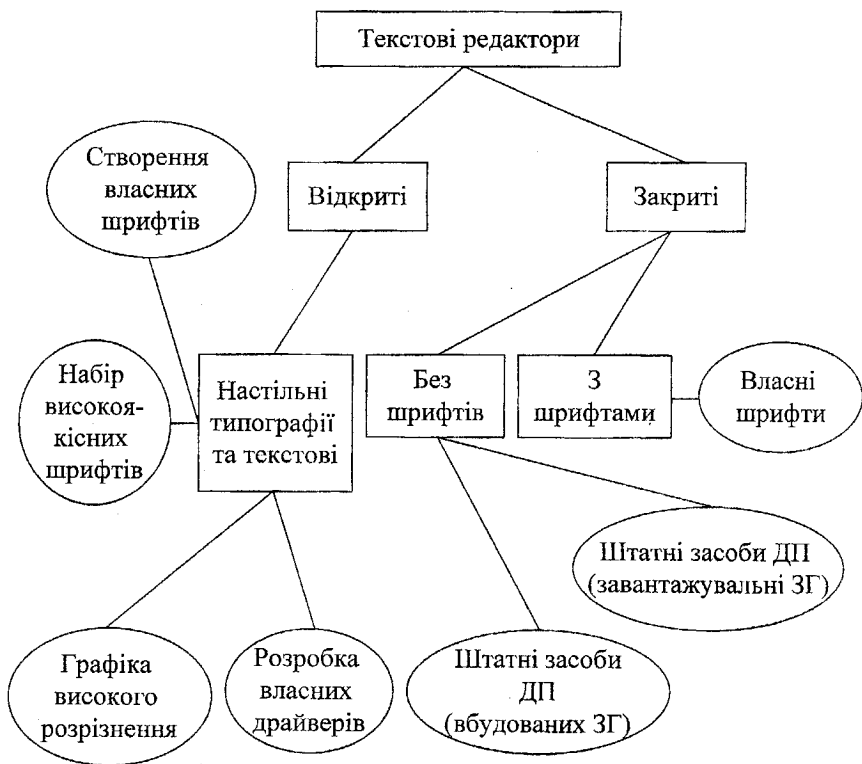 Текстові редактори
Створення
власних
шрифтів
Відкриті
Закриті
Набір
високоя-
кісних
шрифтів
Настільні
типографії
та текстові
Без
шрифтів
З
шрифтами
Власні
шрифти
Штатні засоби ДП
(завантажувальні ЗГ)
Графіка
високого
розрізнення
Розробка
власних
драйверів
Штатні засоби
ДП
(вбудованих ЗГ)